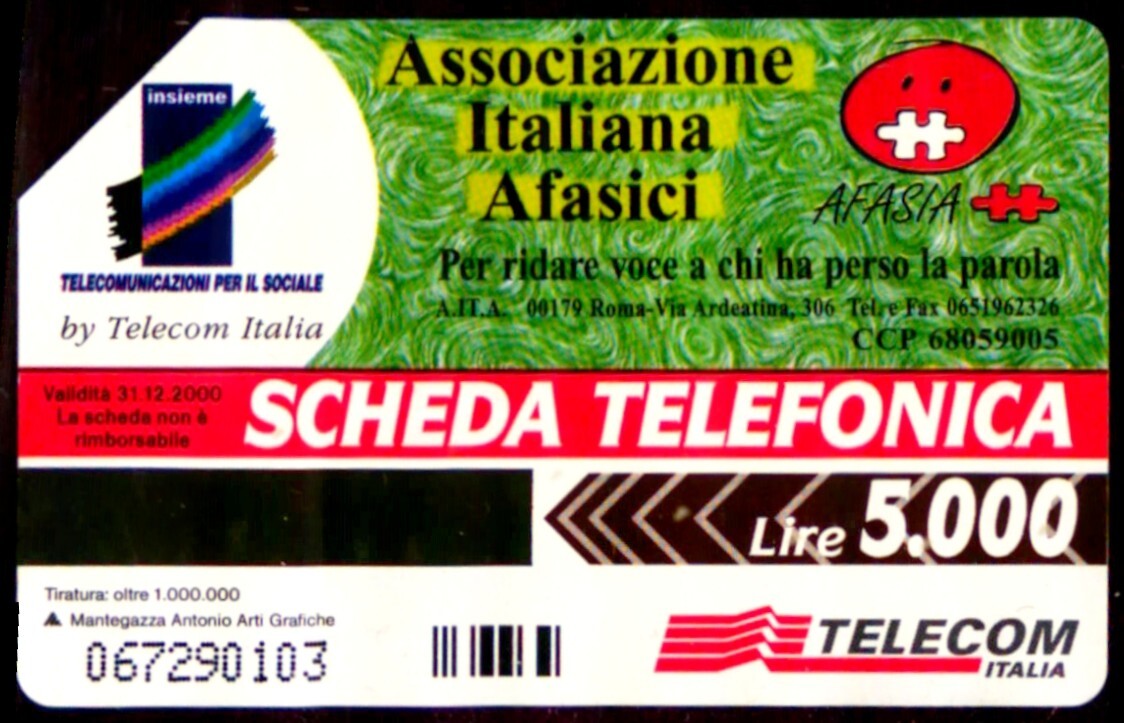 insieme
TELECOMUNICAZIONI PER IL SOCIALE
by Telecom Italia
Associazione
Italiana
Afasici
AFASIA
Per ridare voce a chi ha perso la parola
A.IT.A. 00179 Roma-Via Ardeatina, 306 Tel. e Fax 0651962326
CCP 68059005
Validità 31.12.2000
La scheda non è
rimborsabile
SCHEDA TELEFONICA
Lire 5.000
Tiratura: oltre 1.000.000
Mantegazza Antonio Arti Grafiche
067290103
TELECOM
ITALIA